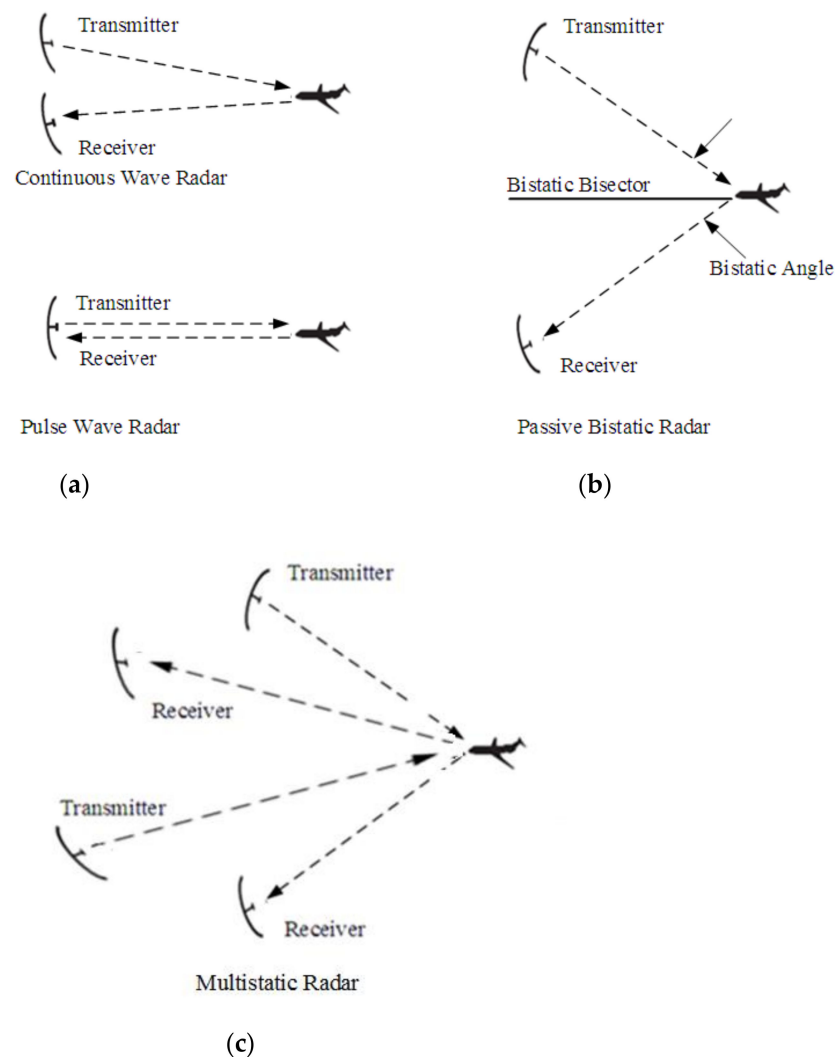 Transmitter
Receiver
Continuous Wave Radar
Transnitter
Receiver
Pulse Wave Radar
(a)
Transmitter
Bistatic Bisector
Bistatic Angle
Receiver
Passive Bistatic Radar
(b)
Transmitter
Receiver
Transmitter
Receiver
Multistatic Radar
(c)